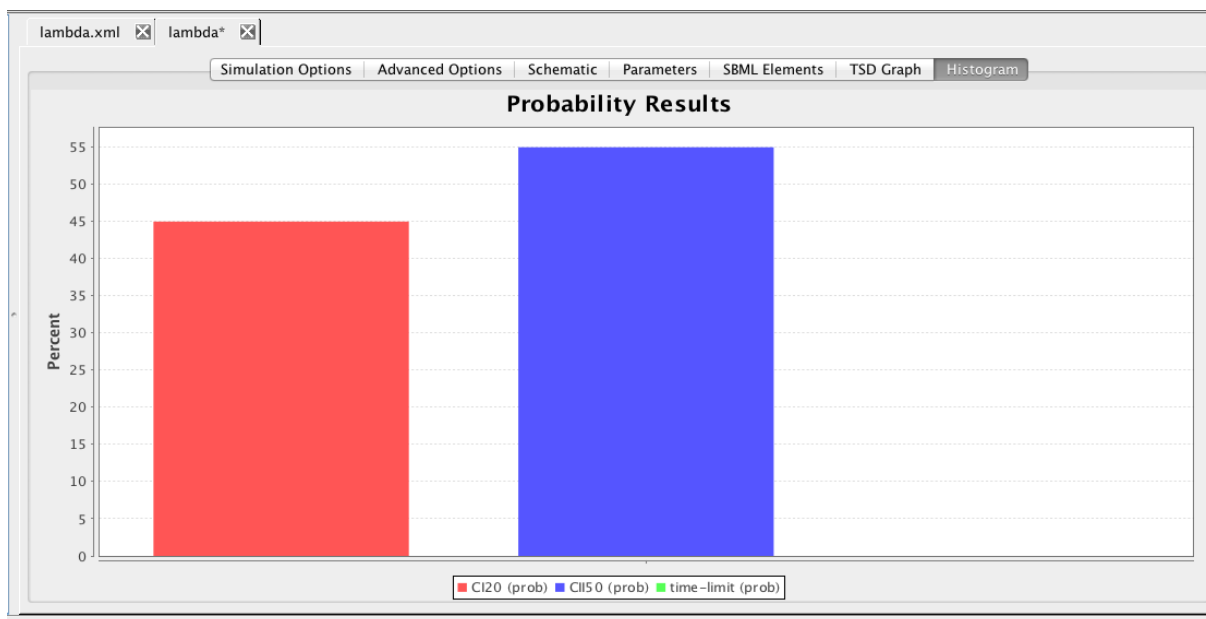 lambda.xml lambda*
Simulation Options Advanced Options Schematic Parameters SBML Elements TSD Graph Histogram
Probability Results
Percent
55
50
45
40
35
30
25
20
15
10
5
0
CI20 (prob) CII50 (prob) time-limit (prob)